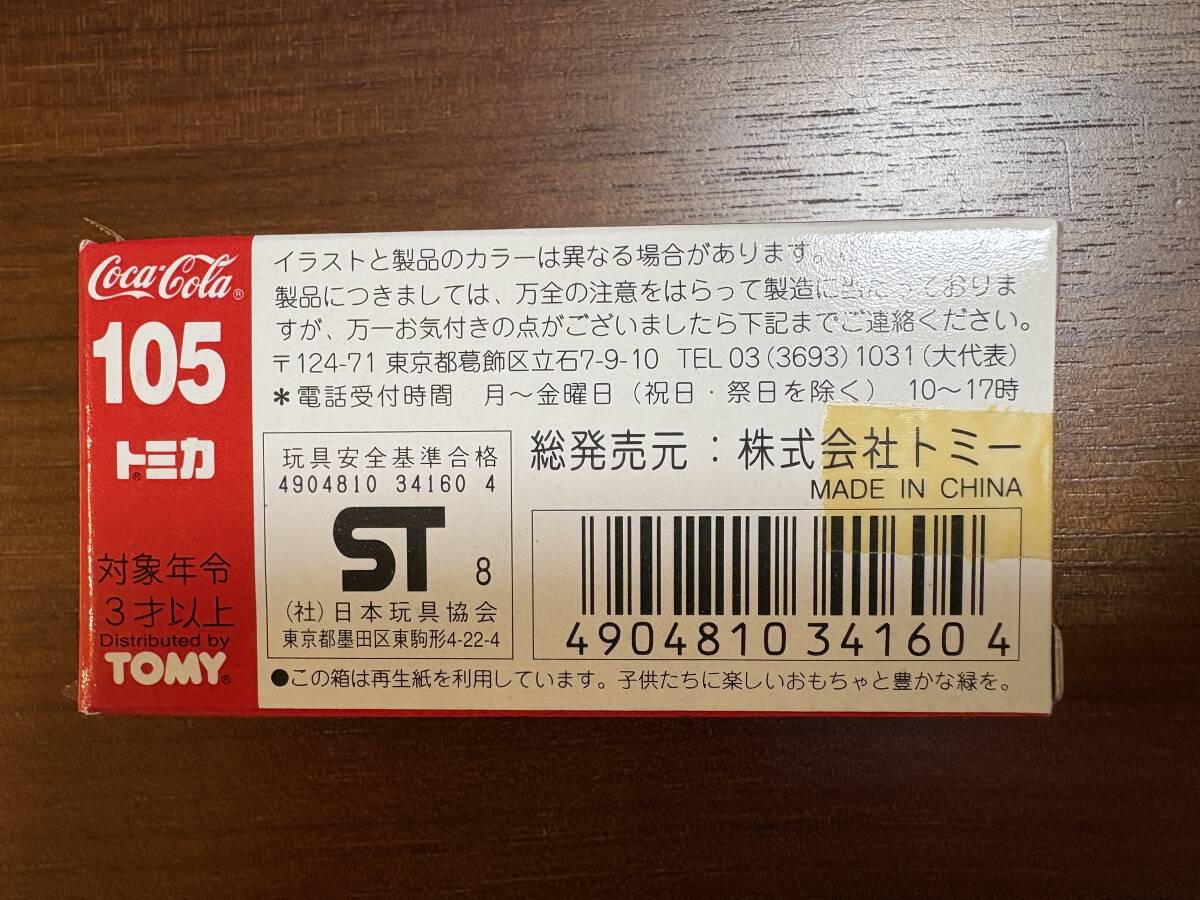 Coca-Cola®
105
トミカ®
対象年令
3才以上
Distributed by
TOMY®
イラストと製品のカラーは異なる場合があります。
製品につきましては、万全の注意をはらって製造に当たっておりま
すが、万一お気付きの点がございましたら下記までご連絡ください。
〒124-71 東京都葛飾区立石7-9-10 TEL 03(3693)1031(大代表)
*電話受付時間 月〜金曜日(祝日・祭日を除く) 10〜17時
玩具安全基準合格
4904810 34160 4
ST 8
(社)日本玩具協会
東京都墨田区東駒形4-22-4
総発売元:株式会社トミー
MADE IN CHINA
4904810341604
●この箱は再生紙を利用しています。子供たちに楽しいおもちゃと豊かな緑を。